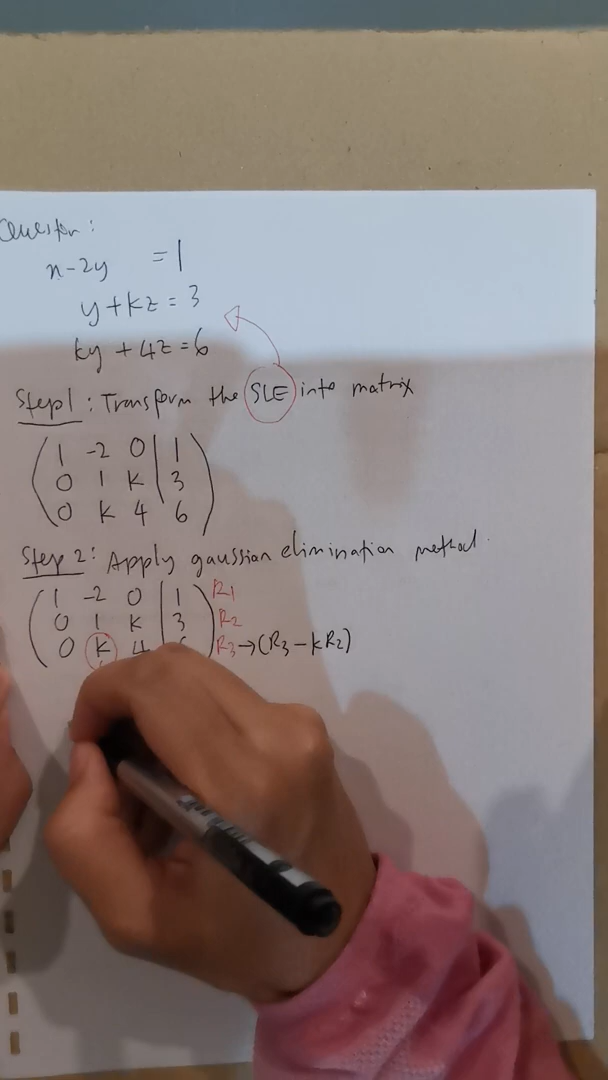 Question:
x-2y = 1
y+kz = 3
ky + 4z = 6
Step 1 : Transform the SLE into matrix
1 -2 0 | 1
0 1 k | 3
0 k 4 | 6
Step 2 : Apply gaussian elimination method.
1 -2 0 | 1 R1
0 1 k | 3 R2
0 k 4 R3→(R3-kR2)